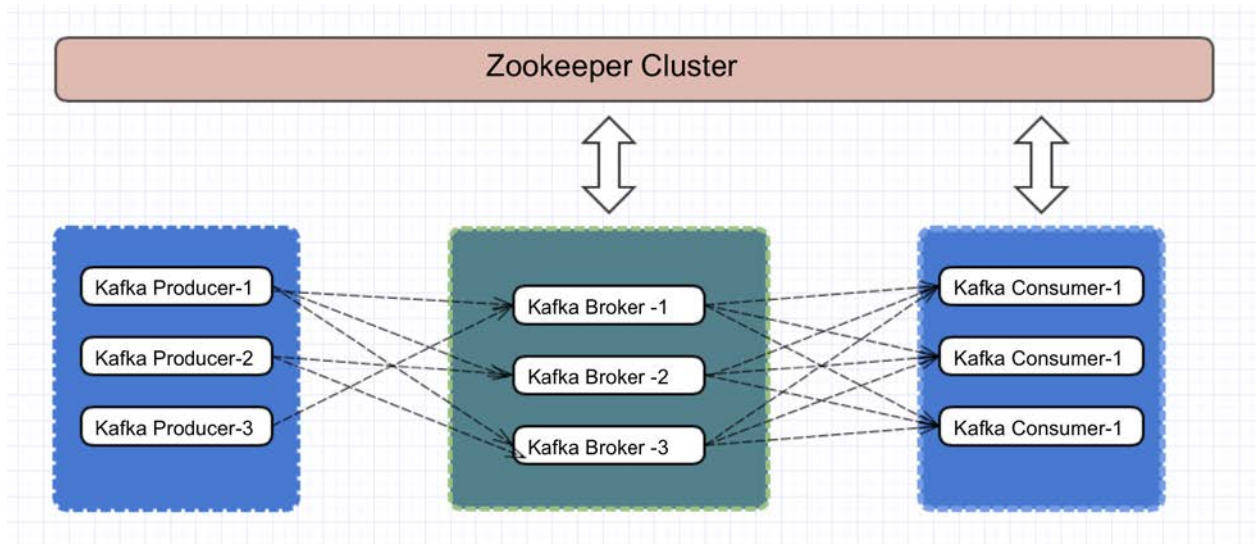 Zookeeper Cluster
Kafka Producer-1
Kafka Producer-2
Kafka Producer-3
Kafka Broker -1
Kafka Broker -2
Kafka Broker -3
Kafka Consumer-1
Kafka Consumer-1
Kafka Consumer-1